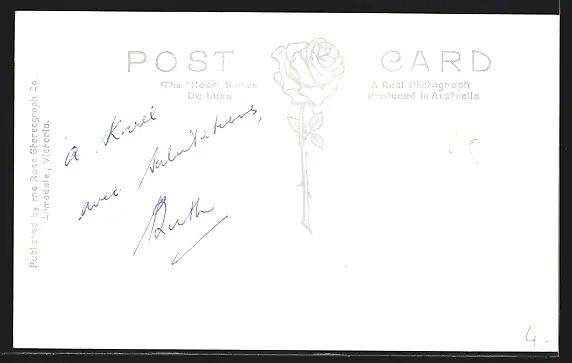 POST CARD
The "Rose" Series
De Luxe
A Real Photograph
Produced in Australia
Published by the Rose Stereograph Co.
Armadale, Victoria.
à
avec Salutations,
Ruth
4.-